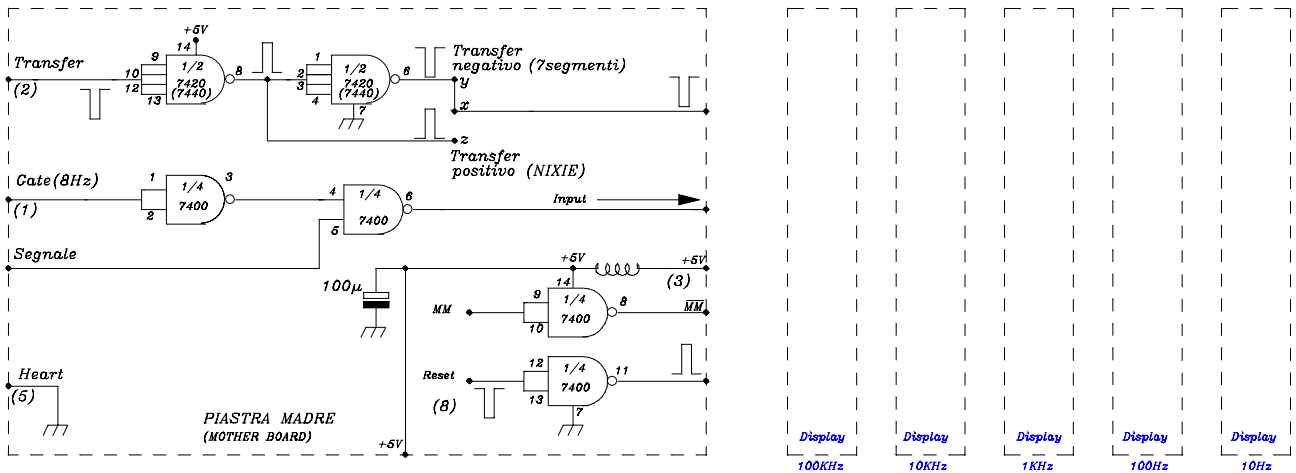 +5V
14
Transfer
(2)
9
10
12
13
1/2
7420
(7440)
8
1
2
3
4
1/2
7420
(7440)
6
7
Transfer
negativo (7segmenti)
y
x
z
Transfer
positivo (NIXIE)
Gate(8Hz)
(1)
1
2
1/4
7400
3
4
5
1/4
7400
6
Input
Segnale
100μ
+5V
+5V
(3)
14
MM
9
10
1/4
7400
8
MM
Reset
(8)
12
13
1/4
7400
11
7
Heart
(5)
PIASTRA MADRE
(MOTHER BOARD)
+5V
Display
100KHz
Display
10KHz
Display
1KHz
Display
100Hz
Display
10Hz